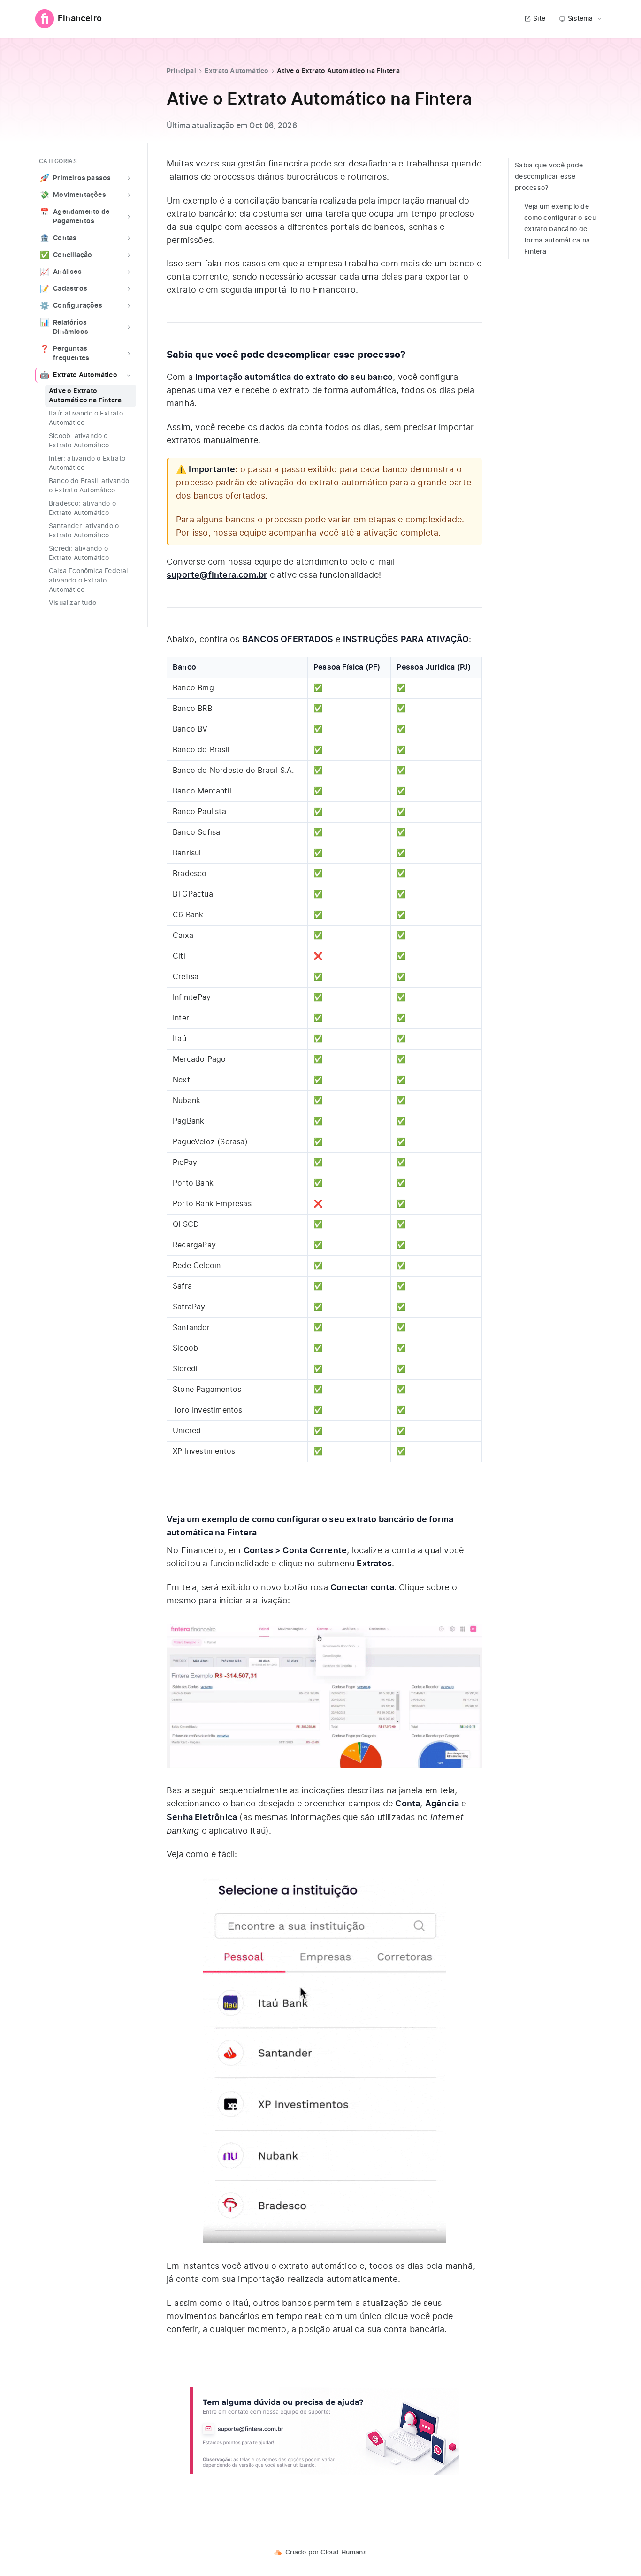 Financeiro
Site
Sistema
Principal > Extrato Automático > Ative o Extrato Automático na Fintera
Ative o Extrato Automático na Fintera
Última atualização em Oct 06, 2026
CATEGORIAS
Primeiros passos
Movimentações
Agendamento de
Pagamentos
Contas
Conciliação
Análises
Cadastros
Configurações
Relatórios
Dinâmicos
Perguntas
frequentes
Extrato Automático
Ative o Extrato
Automático na Fintera
Itaú: ativando o Extrato
Automático
Sicoob: ativando o
Extrato Automático
Inter: ativando o Extrato
Automático
Banco do Brasil: ativando
o Extrato Automático
Bradesco: ativando o
Extrato Automático
Santander: ativando o
Extrato Automático
Sicredi: ativando o
Extrato Automático
Caixa Econômica Federal:
ativando o Extrato
Automático
Visualizar tudo
Muitas vezes sua gestão financeira pode ser desafiadora e trabalhosa quando
falamos de processos diários burocráticos e rotineiros.
Um exemplo é a conciliação bancária realizada pela importação manual do
extrato bancário: ela costuma ser uma tarefa que ocupa um tempo precioso
da sua equipe com acessos a diferentes portais de bancos, senhas e
permissões.
Isso sem falar nos casos em que a empresa trabalha com mais de um banco e
conta corrente, sendo necessário acessar cada uma delas para exportar o
extrato e em seguida importá-lo no Financeiro.
Sabia que você pode descomplicar esse processo?
Com a importação automática do extrato do seu banco, você configura
apenas uma vez e recebe o extrato de forma automática, todos os dias pela
manhã.
Assim, você recebe os dados da conta todos os dias, sem precisar importar
extratos manualmente.
⚠️ Importante: o passo a passo exibido para cada banco demonstra o
processo padrão de ativação do extrato automático para a grande parte
dos bancos ofertados.
Para alguns bancos o processo pode variar em etapas e complexidade.
Por isso, nossa equipe acompanha você até a ativação completa.
Converse com nossa equipe de atendimento pelo e-mail
suporte@fintera.com.br e ative essa funcionalidade!
Abaixo, confira os BANCOS OFERTADOS e INSTRUÇÕES PARA ATIVAÇÃO:
Banco Pessoa Física (PF) Pessoa Jurídica (PJ)
Banco Bmg ✅ ✅
Banco BRB ✅ ✅
Banco BV ✅ ✅
Banco do Brasil ✅ ✅
Banco do Nordeste do Brasil S.A. ✅ ✅
Banco Mercantil ✅ ✅
Banco Paulista ✅ ✅
Banco Sofisa ✅ ✅
Banrisul ✅ ✅
Bradesco ✅ ✅
BTGPactual ✅ ✅
C6 Bank ✅ ✅
Caixa ✅ ✅
Citi ❌ ✅
Crefisa ✅ ✅
InfinitePay ✅ ✅
Inter ✅ ✅
Itaú ✅ ✅
Mercado Pago ✅ ✅
Next ✅ ✅
Nubank ✅ ✅
PagBank ✅ ✅
PagueVeloz (Serasa) ✅ ✅
PicPay ✅ ✅
Porto Bank ✅ ✅
Porto Bank Empresas ❌ ✅
QI SCD ✅ ✅
RecargaPay ✅ ✅
Rede Celcoin ✅ ✅
Safra ✅ ✅
SafraPay ✅ ✅
Santander ✅ ✅
Sicoob ✅ ✅
Sicredi ✅ ✅
Stone Pagamentos ✅ ✅
Toro Investimentos ✅ ✅
Unicred ✅ ✅
XP Investimentos ✅ ✅
Veja um exemplo de como configurar o seu extrato bancário de forma
automática na Fintera
No Financeiro, em Contas > Conta Corrente, localize a conta a qual você
solicitou a funcionalidade e clique no submenu Extratos.
Em tela, será exibido o novo botão rosa Conectar conta. Clique sobre o
mesmo para iniciar a ativação:
fintera financeiro
Fintera Exemplo R$ -314.507,31
Basta seguir sequencialmente as indicações descritas na janela em tela,
selecionando o banco desejado e preencher campos de Conta, Agência e
Senha Eletrônica (as mesmas informações que são utilizadas no internet
banking e aplicativo Itaú).
Veja como é fácil:
Selecione a instituição
Encontre a sua instituição
Pessoal Empresas Corretoras
Itaú
Itaú Bank
Santander
XP
XP Investimentos
nu
Nubank
Bradesco
Em instantes você ativou o extrato automático e, todos os dias pela manhã,
já conta com sua importação realizada automaticamente.
E assim como o Itaú, outros bancos permitem a atualização de seus
movimentos bancários em tempo real: com um único clique você pode
conferir, a qualquer momento, a posição atual da sua conta bancária.
Tem alguma dúvida ou precisa de ajuda?
Entre em contato com nossa equipe de suporte:
suporte@fintera.com.br
Estamos prontos para te ajudar!
Observação: as telas e os nomes das opções podem variar
dependendo da versão que você estiver utilizando.
Sabia que você pode
descomplicar esse
processo?
Veja um exemplo de
como configurar o seu
extrato bancário de
forma automática na
Fintera
Criado por Cloud Humans